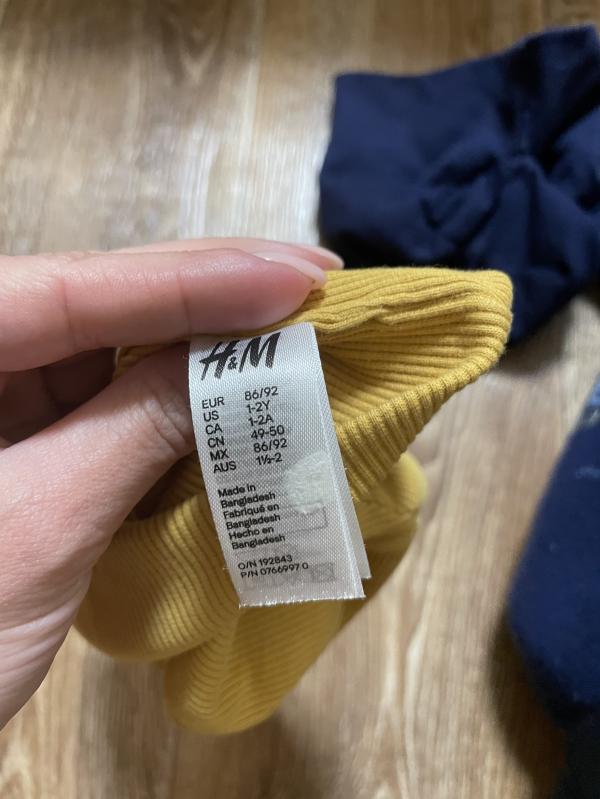 H&M
EUR 86/92
US 1-2Y
CA 1-2A
CN 49-50
MX 86/92
AUS 1½-2
Made in
Bangladesh
Fabriqué en
Bangladesh
Hecho en
Bangladesh
O/N 192843
P/N 0766997 0